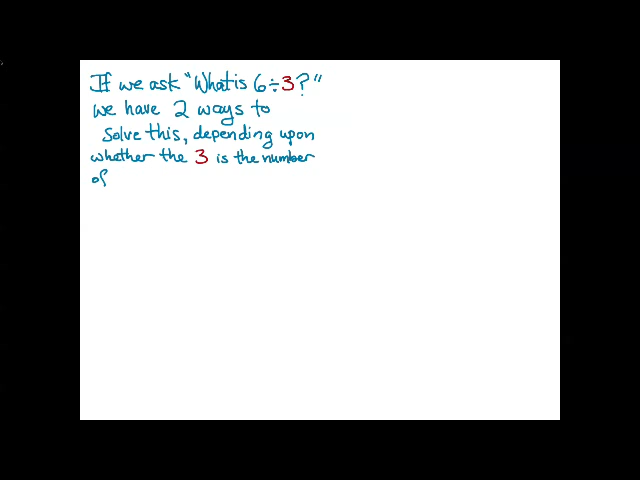 If we ask "What is 6÷3?"
we have 2 ways to
Solve this, depending upon
whether the 3 is the number
of